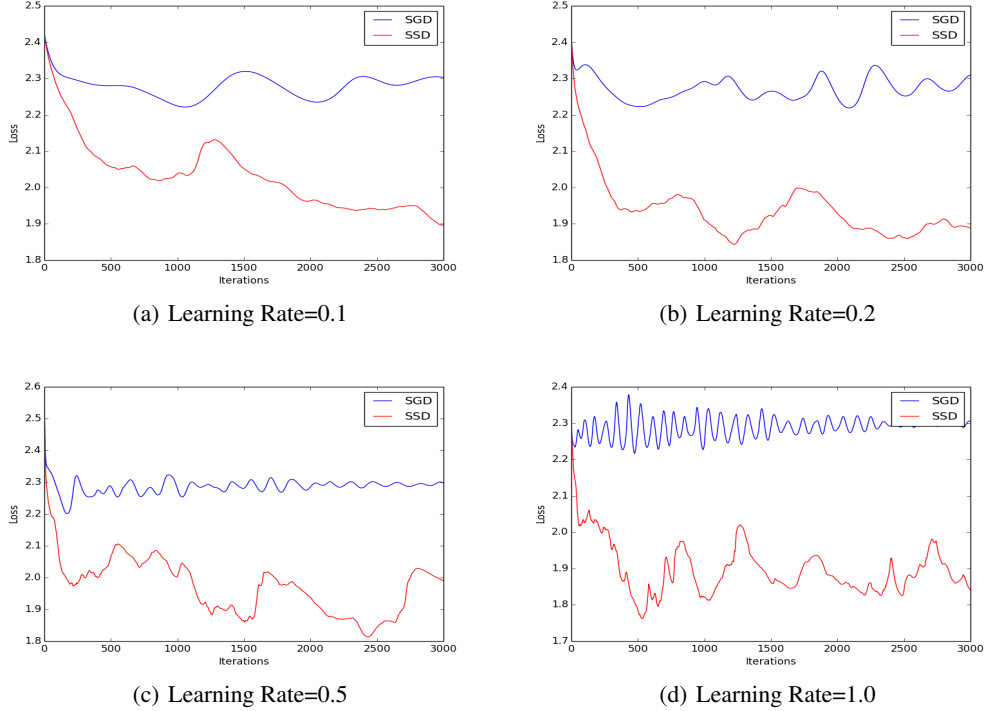 2.5
2.4
2.3
2.2
2.1
2.0
1.9
1.8
Loss
0 500 1000 1500 2000 2500 3000
Iterations
SGD
SSD
(a) Learning Rate=0.1
2.5
2.4
2.3
2.2
2.1
2.0
1.9
1.8
Loss
0 500 1000 1500 2000 2500 3000
Iterations
SGD
SSD
(b) Learning Rate=0.2
2.6
2.5
2.4
2.3
2.2
2.1
2.0
1.9
1.8
Loss
0 500 1000 1500 2000 2500 3000
Iterations
SGD
SSD
(c) Learning Rate=0.5
2.4
2.3
2.2
2.1
2.0
1.9
1.8
1.7
Loss
0 500 1000 1500 2000 2500 3000
Iterations
SGD
SSD
(d) Learning Rate=1.0